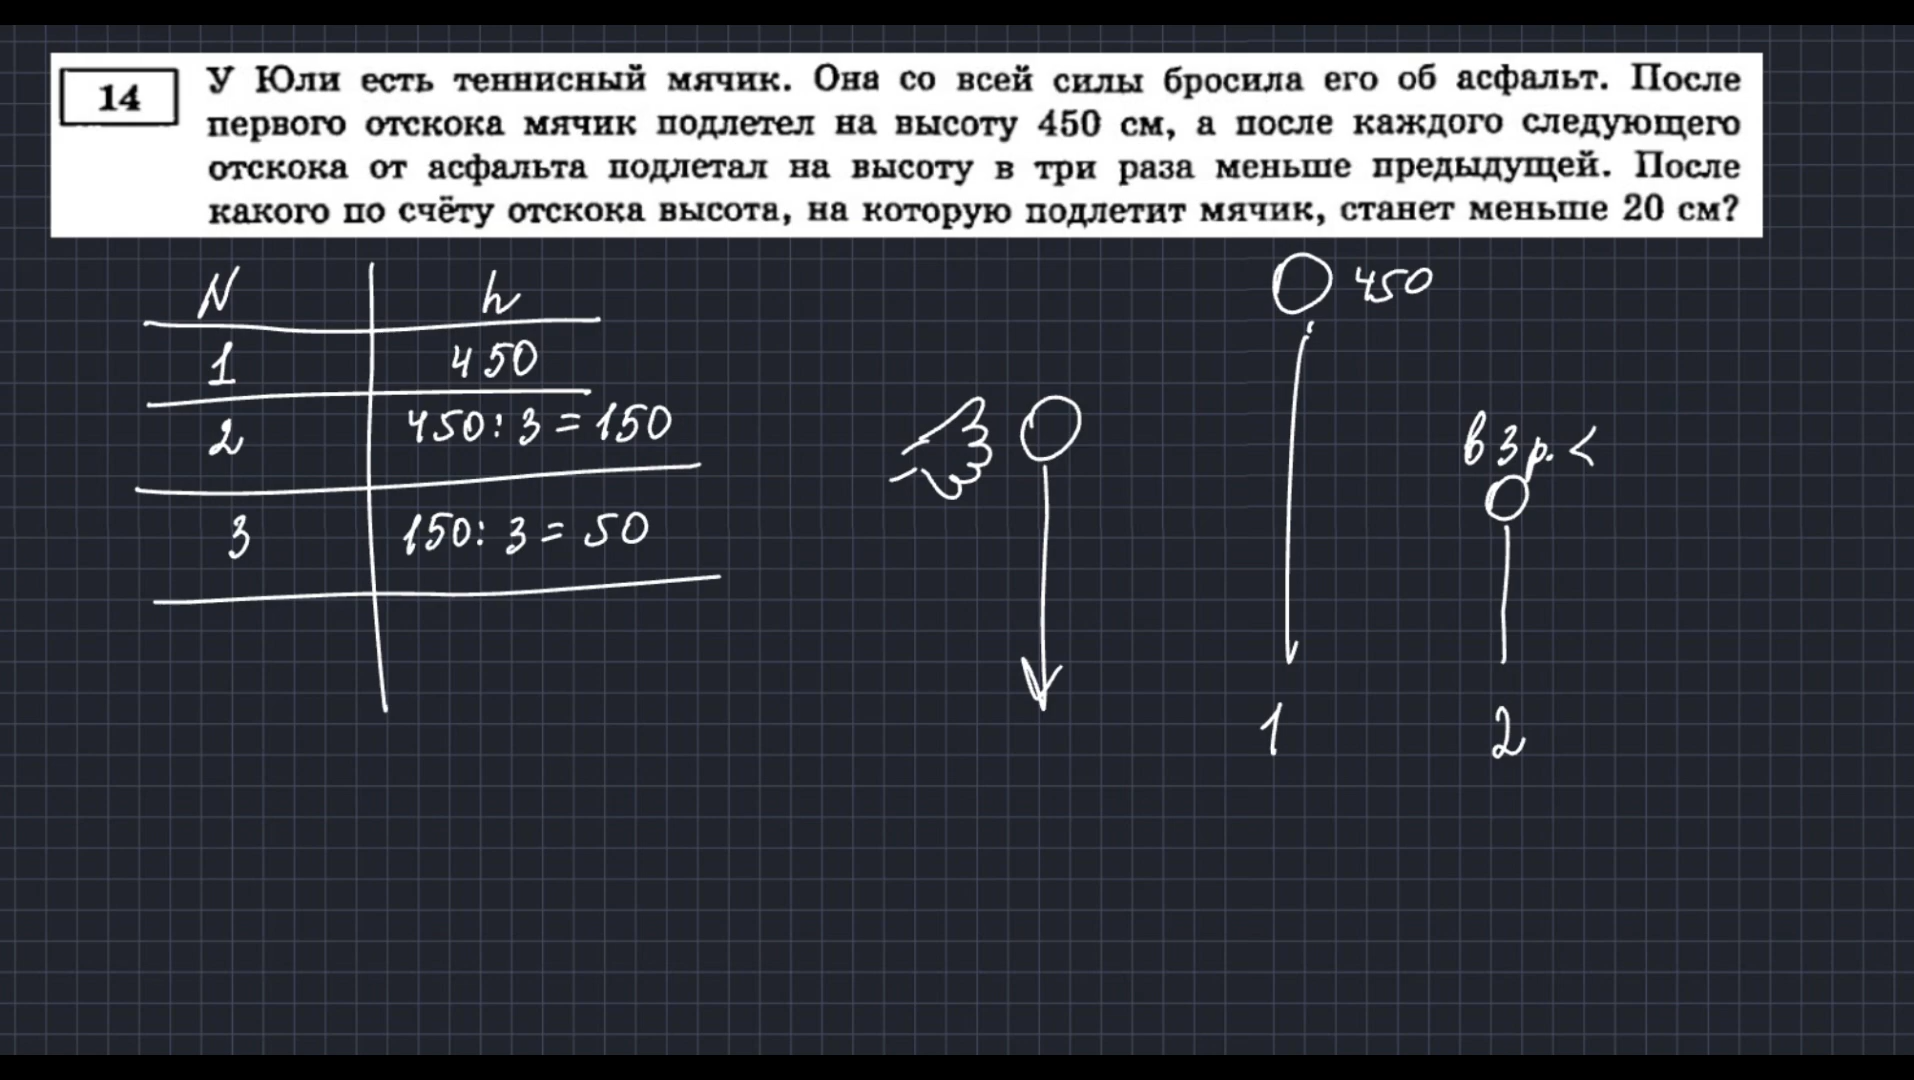 14
У Юли есть теннисный мячик. Она со всей силы бросила его об асфальт. После
первого отскока мячик подлетел на высоту 450 см, а после каждого следующего
отскока от асфальта подлетал на высоту в три раза меньше предыдущей. После
какого по счёту отскока высота, на которую подлетит мячик, станет меньше 20 см?
N h
1 450
2 450 : 3 = 150
3 150 : 3 = 50
450
в 3 р. <
1 2